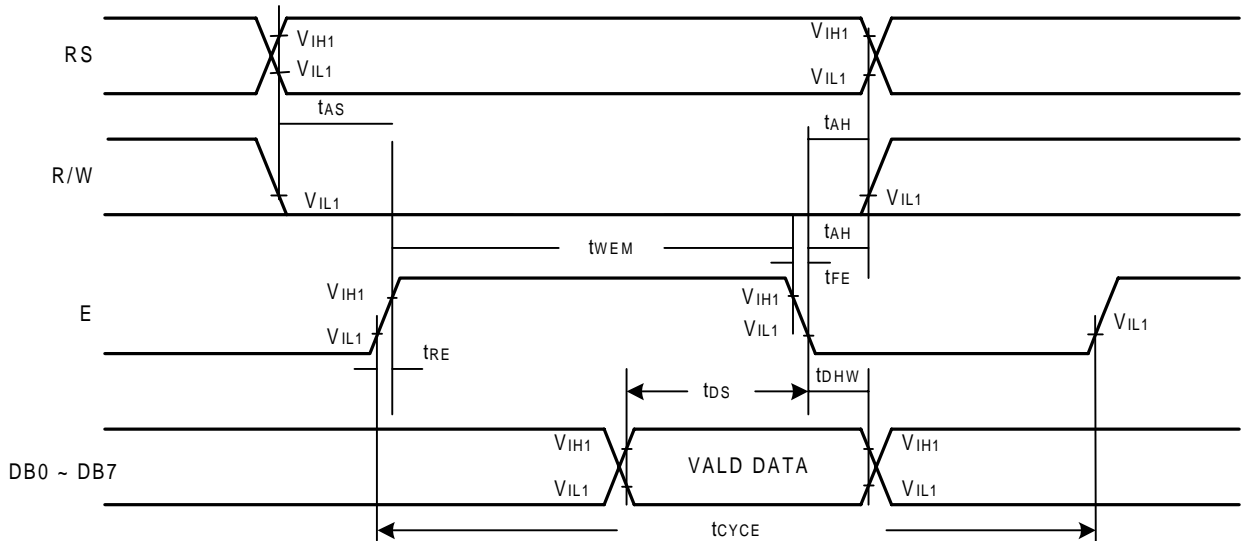 RS
VIH1
VIL1
VIH1
VIL1
tAS
tAH
R/W
VIL1
VIL1
tWEM
tAH
tFE
E
VIH1
VIL1
VIH1
VIL1
VIL1
tRE
tDS
tDHW
DB0 ~ DB7
VIH1
VIL1
VALD DATA
VIH1
VIL1
tCYCE